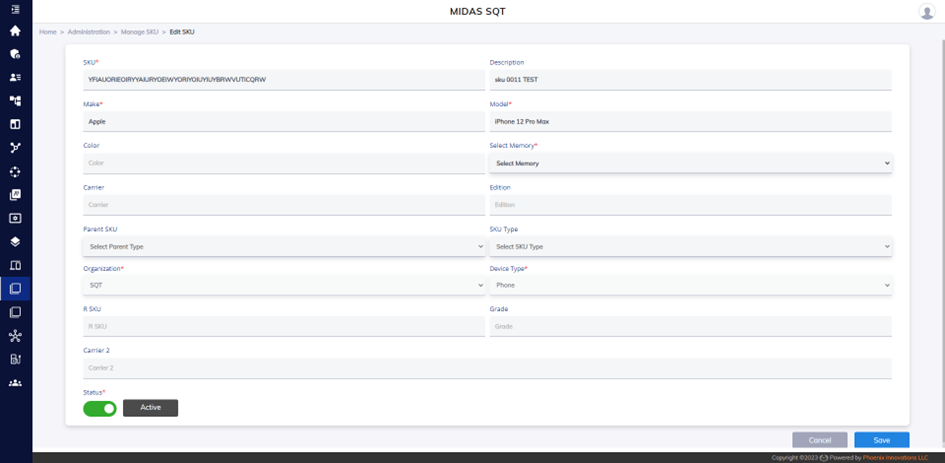 MIDAS SQT
Home > Administration > Manage SKU > Edit SKU
SKU* Description
YFIAUORIEOIRYYAIURYOEIWYORIYOIUYIUYBRWVUTICQRW sku 0011 TEST
Make* Model*
Apple iPhone 12 Pro Max
Color Select Memory*
Color Select Memory
Carrier Edition
Carrier Edition
Parent SKU SKU Type
Select Parent Type Select SKU Type
Organization* Device Type*
SQT Phone
R SKU Grade
R SKU Grade
Carrier 2
Carrier 2
Status*
Active
Cancel Save
Copyright ©2023 Powered by Phoenix Innovations LLC